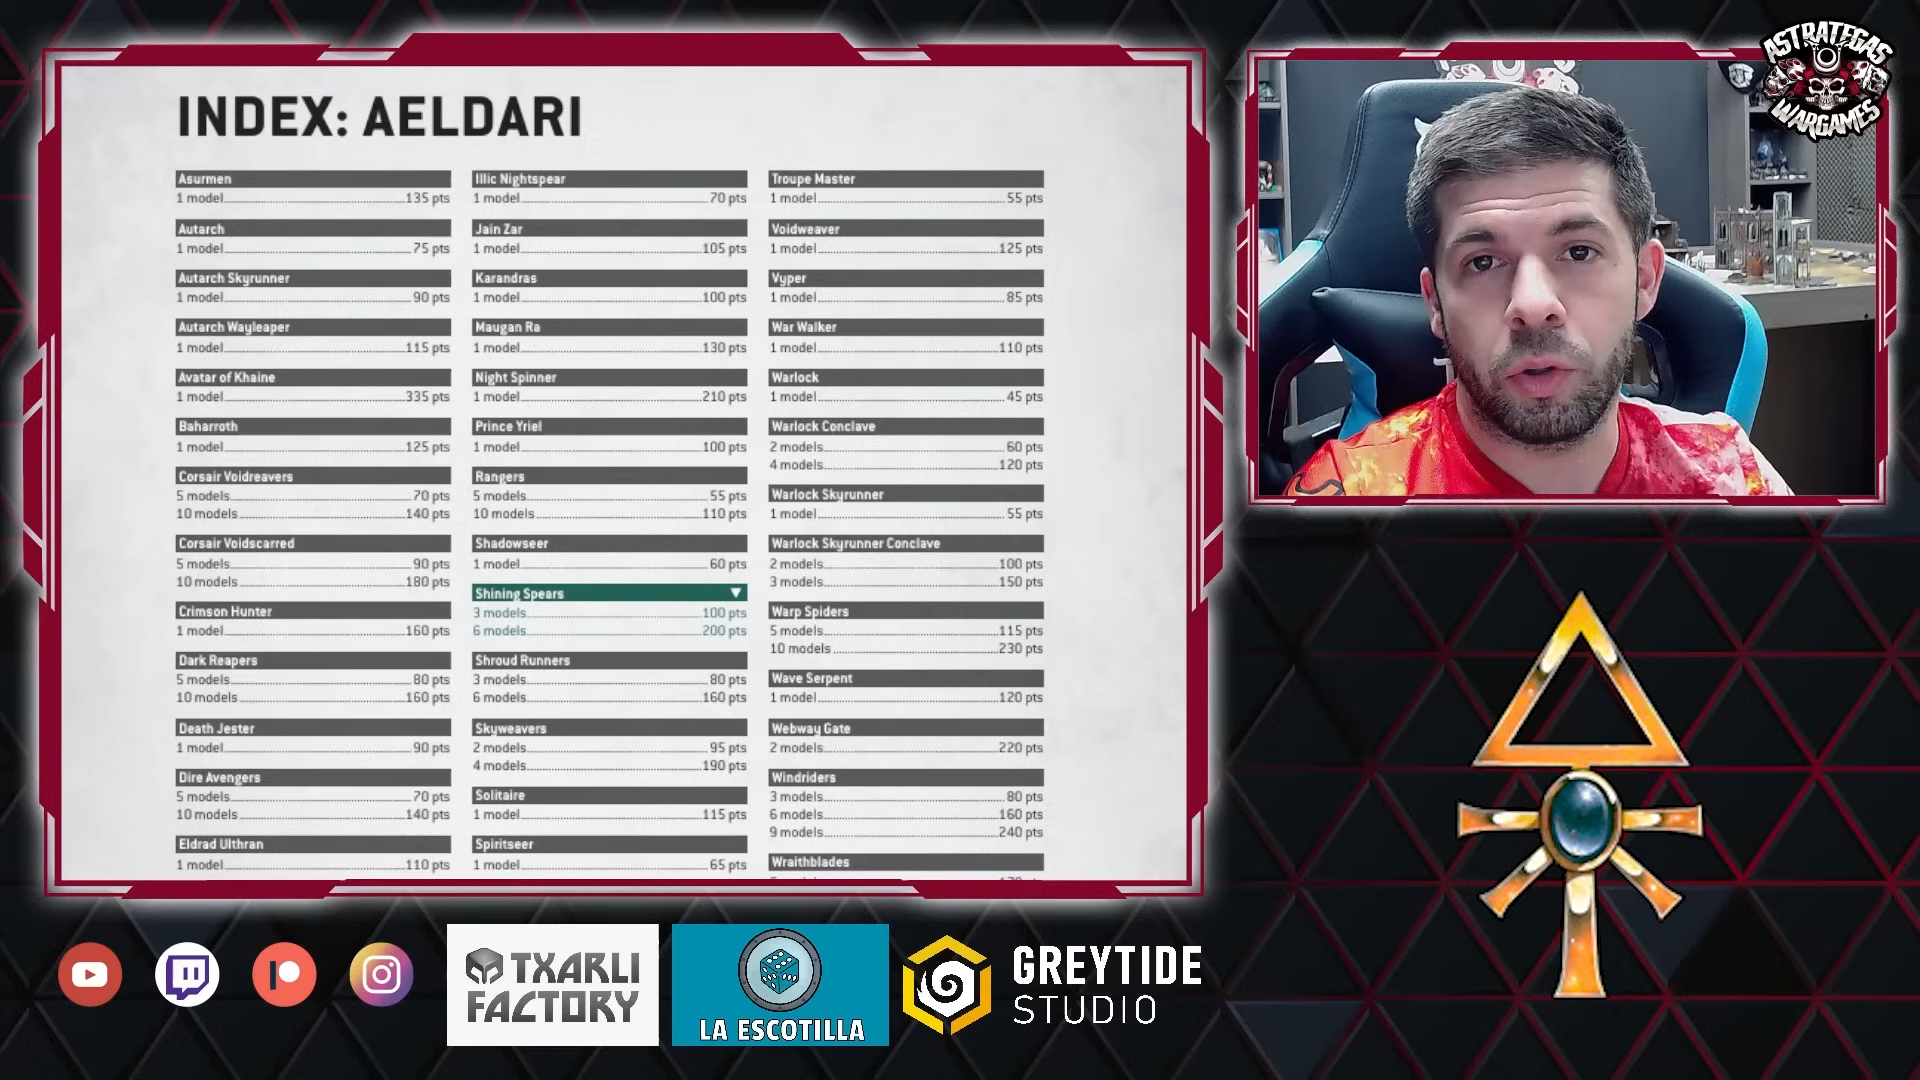 INDEX: AELDARI
Asurmen
1 model 135 pts
Autarch
1 model 75 pts
Autarch Skyrunner
1 model 90 pts
Autarch Wayleaper
1 model 115 pts
Avatar of Khaine
1 model 335 pts
Baharroth
1 model 125 pts
Corsair Voidreavers
5 models 70 pts
10 models 140 pts
Corsair Voidscarred
5 models 90 pts
10 models 180 pts
Crimson Hunter
1 model 160 pts
Dark Reapers
5 models 80 pts
10 models 160 pts
Death Jester
1 model 90 pts
Dire Avengers
5 models 70 pts
10 models 140 pts
Eldrad Ulthran
1 model 110 pts
Illic Nightspear
1 model 70 pts
Jain Zar
1 model 105 pts
Karandras
1 model 100 pts
Maugan Ra
1 model 130 pts
Night Spinner
1 model 210 pts
Prince Yriel
1 model 100 pts
Rangers
5 models 55 pts
10 models 110 pts
Shadowseer
1 model 60 pts
Shining Spears ▼
3 models 100 pts
6 models 200 pts
Shroud Runners
3 models 80 pts
6 models 160 pts
Skyweavers
2 models 95 pts
4 models 190 pts
Solitaire
1 model 115 pts
Spiritseer
1 model 65 pts
Troupe Master
1 model 55 pts
Voidweaver
1 model 125 pts
Vyper
1 model 85 pts
War Walker
1 model 110 pts
Warlock
1 model 45 pts
Warlock Conclave
2 models 60 pts
4 models 120 pts
Warlock Skyrunner
1 model 55 pts
Warlock Skyrunner Conclave
2 models 100 pts
3 models 150 pts
Warp Spiders
5 models 115 pts
10 models 230 pts
Wave Serpent
1 model 120 pts
Webway Gate
2 models 220 pts
Windriders
3 models 80 pts
6 models 160 pts
9 models 240 pts
Wraithblades
ASTRATEGAS
WARGAMES
TXARLI
FACTORY
LA ESCOTILLA
GREYTIDE
STUDIO